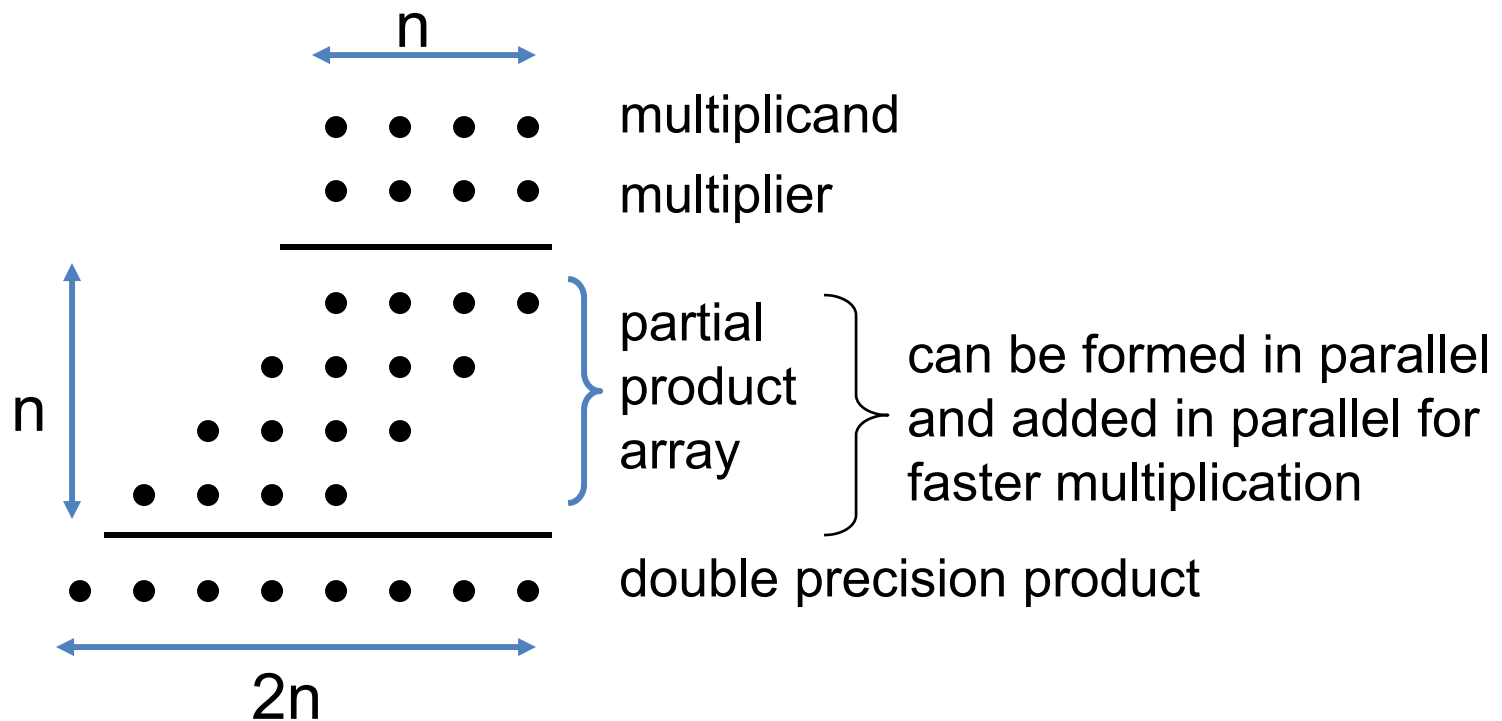 n
multiplicand
multiplier
n
partial
product
array
can be formed in parallel
and added in parallel for
faster multiplication
double precision product
2n